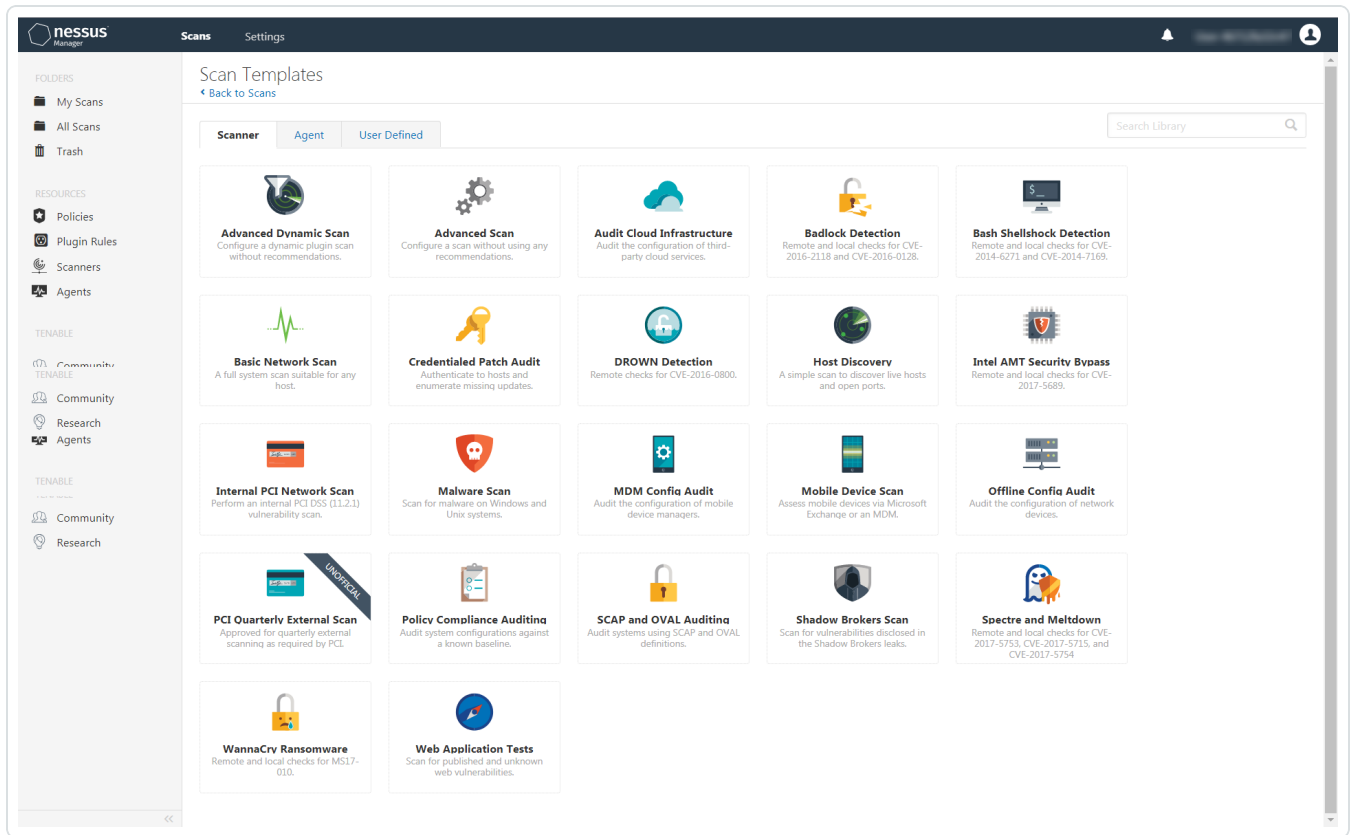 nessus
Manager
Scans
Settings
FOLDERS
My Scans
All Scans
Trash
RESOURCES
Policies
Plugin Rules
Scanners
Agents
TENABLE
Community
TENABLE
Community
Research
Agents
TENABLE
Community
Research
Scan Templates
Back to Scans
Scanner
Agent
User Defined
Search Library
Advanced Dynamic Scan
Configure a dynamic plugin scan
without recommendations.
Advanced Scan
Configure a scan without using any
recommendations.
Audit Cloud Infrastructure
Audit the configuration of third-
party cloud services.
Badlock Detection
Remote and local checks for CVE-
2016-2118 and CVE-2016-0128.
$_
Bash Shellshock Detection
Remote and local checks for CVE-
2014-6271 and CVE-2014-7169.
Basic Network Scan
A full system scan suitable for any
host.
Credentialed Patch Audit
Authenticate to hosts and
enumerate missing updates.
DROWN Detection
Remote checks for CVE-2016-0800.
Host Discovery
A simple scan to discover live hosts
and open ports.
Intel AMT Security Bypass
Remote and local checks for CVE-
2017-5689.
Internal PCI Network Scan
Perform an internal PCI DSS (11.2.1)
vulnerability scan.
Malware Scan
Scan for malware on Windows and
Unix systems.
MDM Config Audit
Audit the configuration of mobile
device managers.
Mobile Device Scan
Assess mobile devices via Microsoft
Exchange or an MDM.
Offline Config Audit
Audit the configuration of network
devices.
UNOFFICIAL
PCI Quarterly External Scan
Approved for quarterly external
scanning as required by PCI.
Policy Compliance Auditing
Audit system configurations against
a known baseline.
SCAP and OVAL Auditing
Audit systems using SCAP and OVAL
definitions.
Shadow Brokers Scan
Scan for vulnerabilities disclosed in
the Shadow Brokers leaks.
Spectre and Meltdown
Remote and local checks for CVE-
2017-5753, CVE-2017-5715, and
CVE-2017-5754
WannaCry Ransomware
Remote and local checks for MS17-
010.
Web Application Tests
Scan for published and unknown
web vulnerabilities.